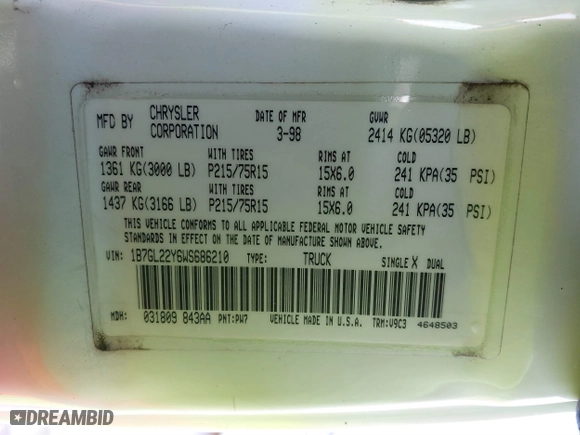 MFD BY CHRYSLER CORPORATION DATE OF MFR 3-98 GVWR 2414 KG(05320 LB)
GAWR FRONT WITH TIRES RIMS AT COLD
1361 KG(3000 LB) P215/75R15 15X6.0 241 KPA(35 PSI)
GAWR REAR WITH TIRES RIMS AT COLD
1437 KG(3166 LB) P215/75R15 15X6.0 241 KPA(35 PSI)
THIS VEHICLE CONFORMS TO ALL APPLICABLE FEDERAL MOTOR VEHICLE SAFETY
STANDARDS IN EFFECT ON THE DATE OF MANUFACTURE SHOWN ABOVE.
VIN: 1B7GL22Y6WS686210 TYPE: TRUCK SINGLE X DUAL
MDH: 031809 843AA PNT:PW7 VEHICLE MADE IN U.S.A. TRM:V9C3 4648503
DREAMBID